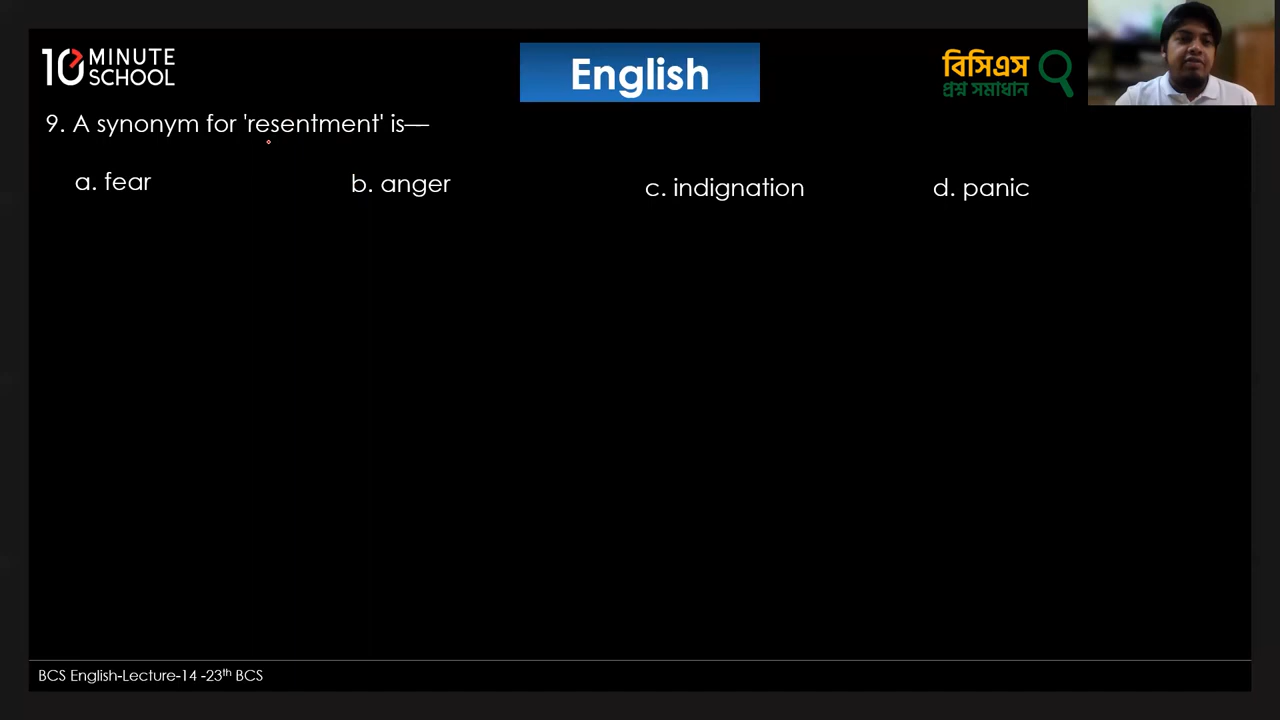 10 MINUTE SCHOOL
English
বিসিএস
প্রশ্ন সমাধান
9. A synonym for 'resentment' is—
a. fear b. anger c. indignation d. panic
BCS English-Lecture-14 -23th BCS